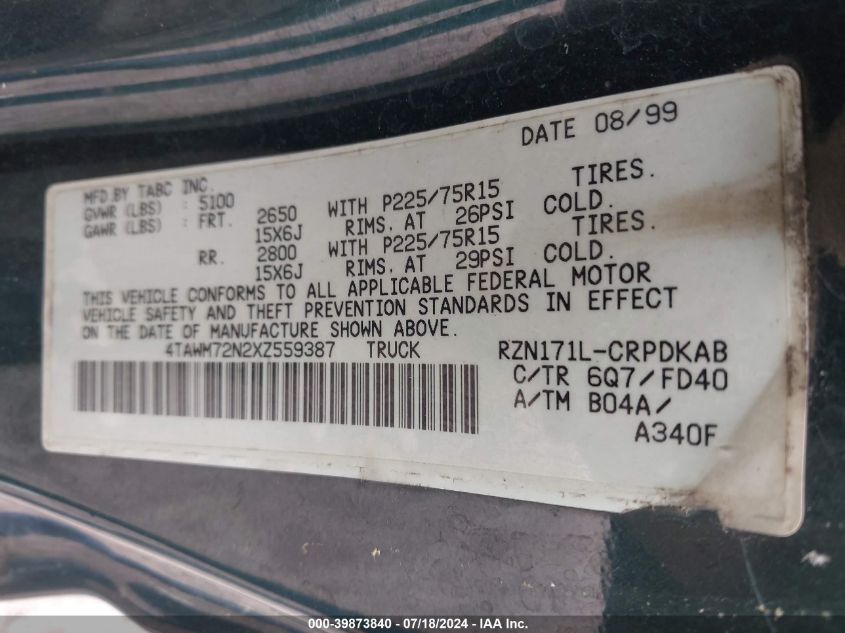 DATE 08/99
MFD.BY TABC INC.
GVWR (LBS) : 5100
GAWR (LBS) : FRT. 2650 WITH P225/75R15 TIRES.
15X6J RIMS. AT 26PSI COLD.
RR. 2800 WITH P225/75R15 TIRES.
15X6J RIMS. AT 29PSI COLD.
THIS VEHICLE CONFORMS TO ALL APPLICABLE FEDERAL MOTOR
VEHICLE SAFETY AND THEFT PREVENTION STANDARDS IN EFFECT
ON THE DATE OF MANUFACTURE SHOWN ABOVE.
4TAWM72N2XZ559387 TRUCK RZN171L-CRPDKAB
C/TR 6Q7/FD40
A/TM B04A/
A340F
000-39873840 - 07/18/2024 - IAA Inc.